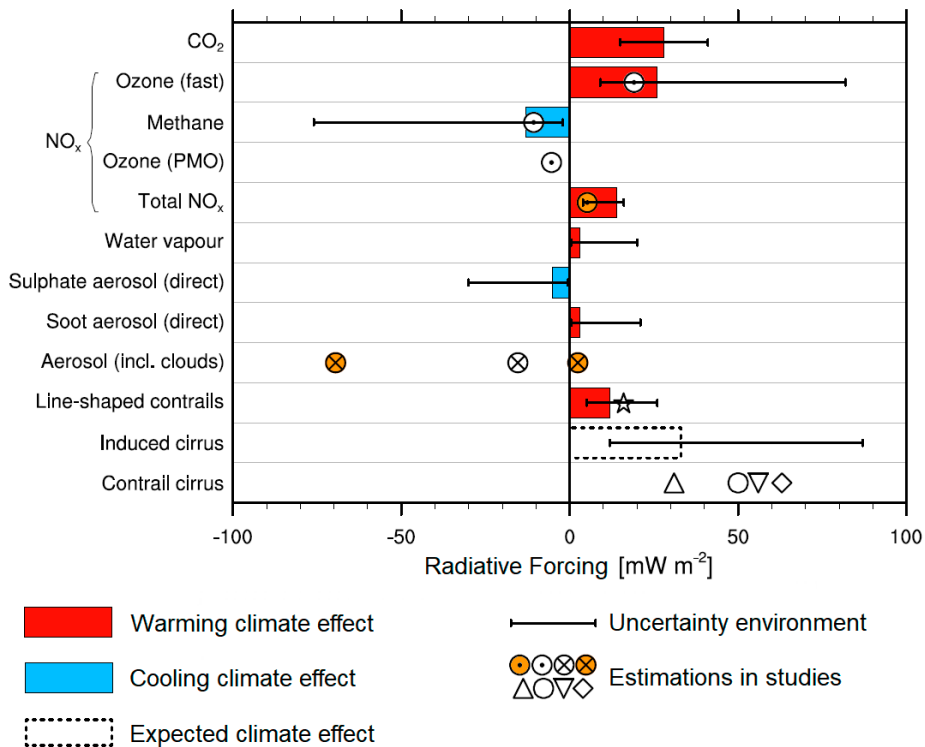 CO₂
Ozone (fast)
Methane
NOₓ
Ozone (PMO)
Total NOₓ
Water vapour
Sulphate aerosol (direct)
Soot aerosol (direct)
Aerosol (incl. clouds)
Line-shaped contrails
Induced cirrus
Contrail cirrus
-100 -50 0 50 100
Radiative Forcing [mW m⁻²]
Warming climate effect
Uncertainty environment
Cooling climate effect
Estimations in studies
Expected climate effect